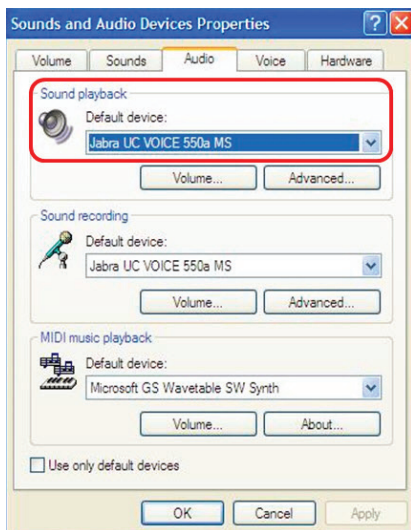 Sounds and Audio Devices Properties
Volume Sounds Audio Voice Hardware
Sound playback
Default device:
Jabra UC VOICE 550a MS
Volume... Advanced...
Sound recording
Default device:
Jabra UC VOICE 550a MS
Volume... Advanced...
MIDI music playback
Default device:
Microsoft GS Wavetable SW Synth
Volume... About...
Use only default devices
OK Cancel Apply